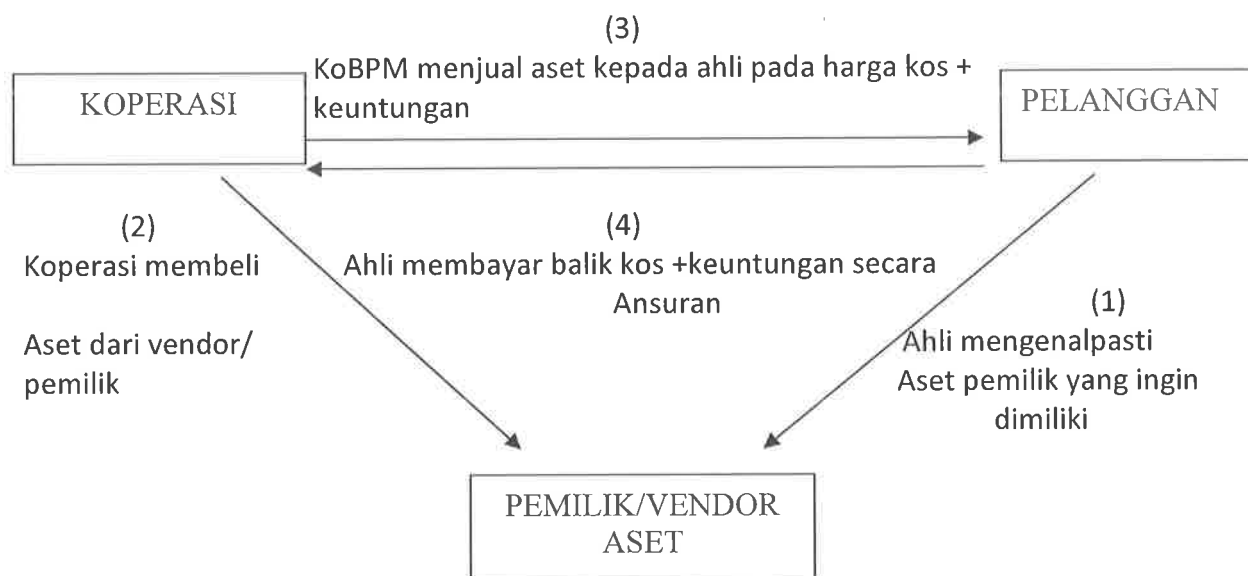 (3)
KoBPM menjual aset kepada ahli pada harga kos +
keuntungan
KOPERASI
PELANGGAN
(2)
Koperasi membeli
Aset dari vendor/
pemilik
(4)
Ahli membayar balik kos +keuntungan secara
Ansuran
(1)
Ahli mengenalpasti
Aset pemilik yang ingin
dimiliki
PEMILIK/VENDOR
ASET